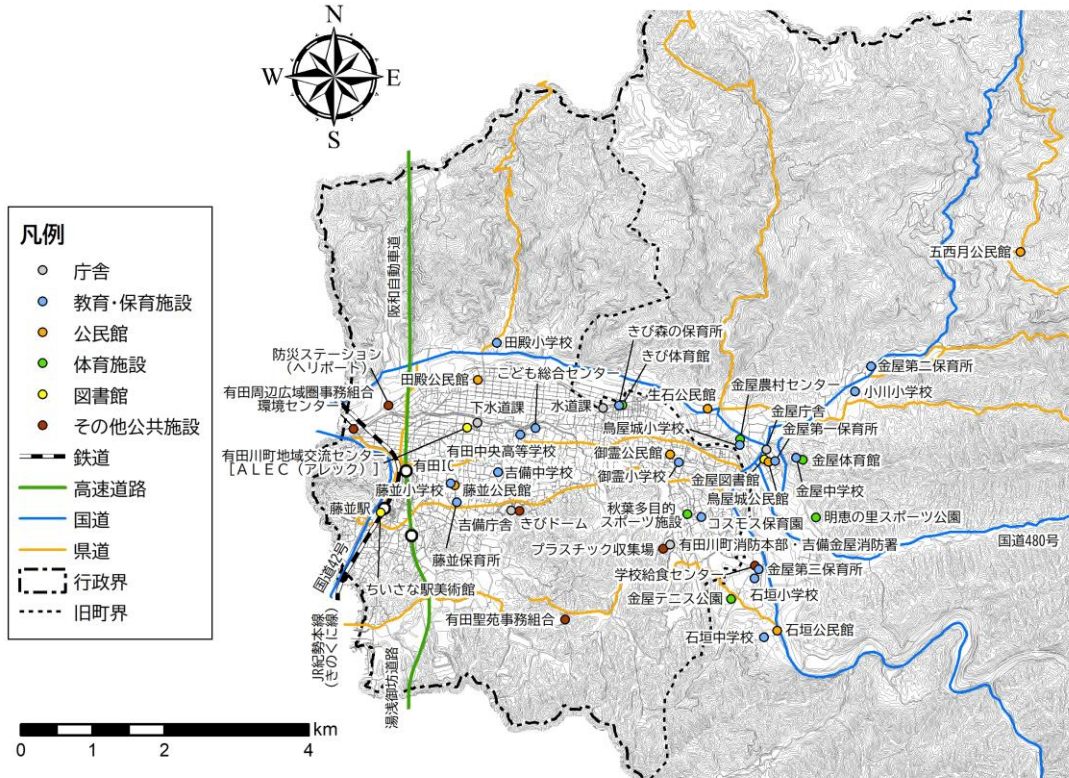 N
W
E
S
凡例
庁舎
教育・保育施設
公民館
体育施設
図書館
その他公共施設
鉄道
高速道路
国道
県道
行政界
旧町界
阪和自動車道
五西月公民館
田殿小学校
きび森の保育所
きび体育館
防災ステーション
(ヘリポート)
こども総合センター
金屋第二保育所
田殿公民館
有田周辺広域圏事務組合
環境センター
下水道課
水道課
生石公民館
金屋農村センター
小川小学校
鳥屋城小学校
金屋庁舎
金屋第一保育所
有田川町地域交流センター
[ALEC(アレック)]
有田IC
有田中央高等学校
御霊公民館
御霊小学校
金屋図書館
金屋体育館
金屋中学校
吉備中学校
藤並小学校
藤並公民館
鳥屋城公民館
藤並駅
吉備庁舎
きびドーム
秋葉多目的
スポーツ施設
コスモス保育園
明恵の里スポーツ公園
国道480号
藤並保育所
プラスチック収集場
有田川町消防本部・吉備金屋消防署
国道42号
ちいさな駅美術館
学校給食センター
金屋第三保育所
石垣小学校
金屋テニス公園
有田聖苑事務組合
石垣中学校
石垣公民館
JR紀勢本線
(きのくに線)
湯浅御坊道路
km
0
1
2
4